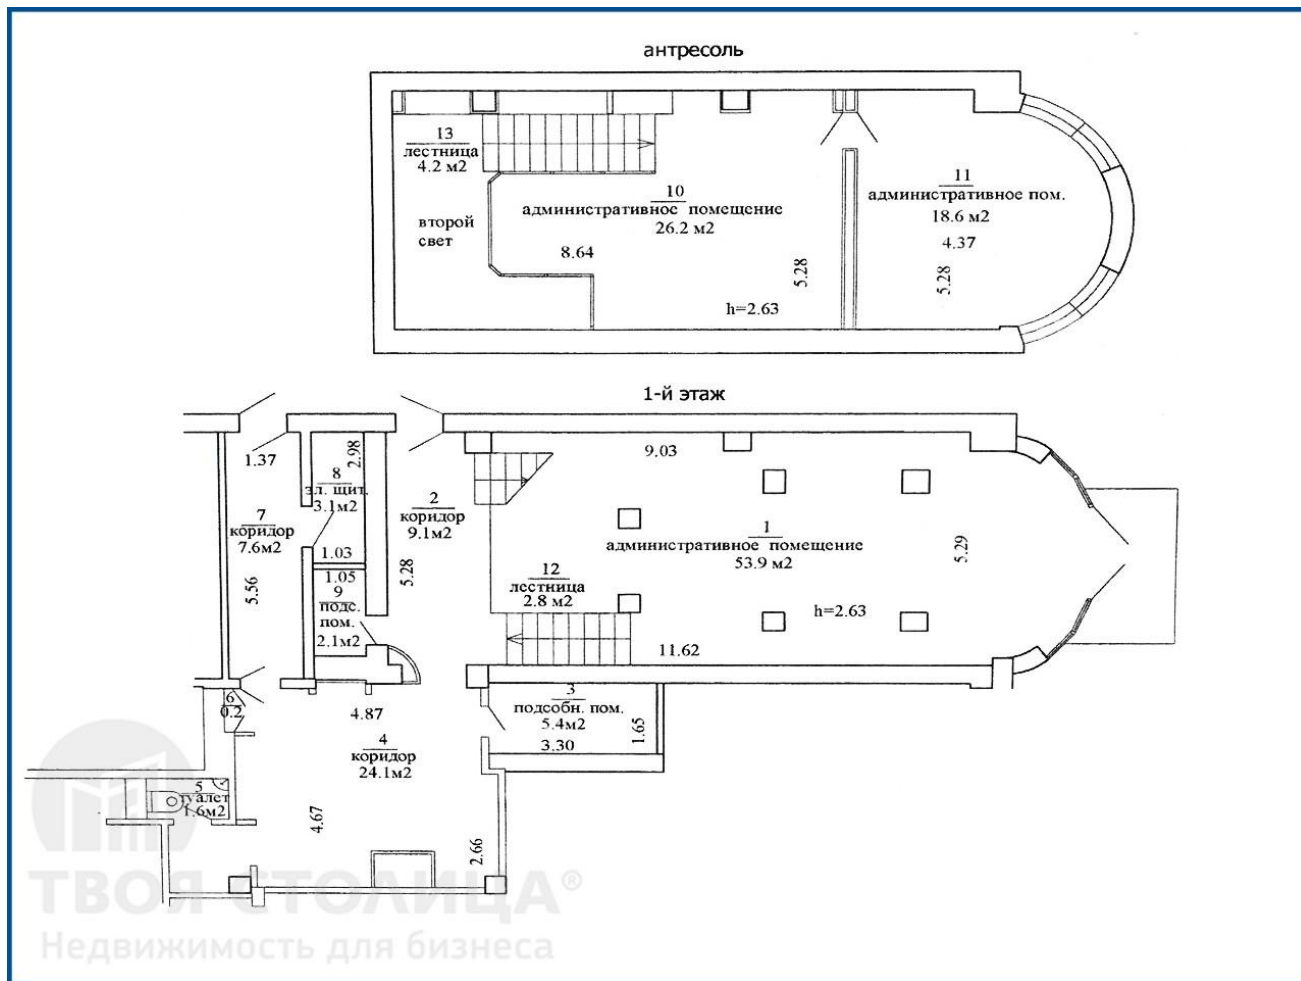 антресоль
13
лестница
4.2 м2
второй
свет
10
административное помещение
26.2 м2
8.64
5.28
h=2.63
11
административное пом.
18.6 м2
4.37
5.28
1-й этаж
1.37
2.98
8
эл. щит.
3.1м2
1.03
7
коридор
7.6м2
5.56
1.05
9
подс.
пом.
2.1м2
2
коридор
9.1м2
5.28
9.03
1
административное помещение
53.9 м2
5.29
h=2.63
12
лестница
2.8 м2
11.62
6
0.2
4.87
4
коридор
24.1м2
4.67
2.66
3
подсобн. пом.
5.4м2
3.30
1.65
5
туалет
1.6м2
ТВОЯ СТОЛИЦА®
Недвижимость для бизнеса